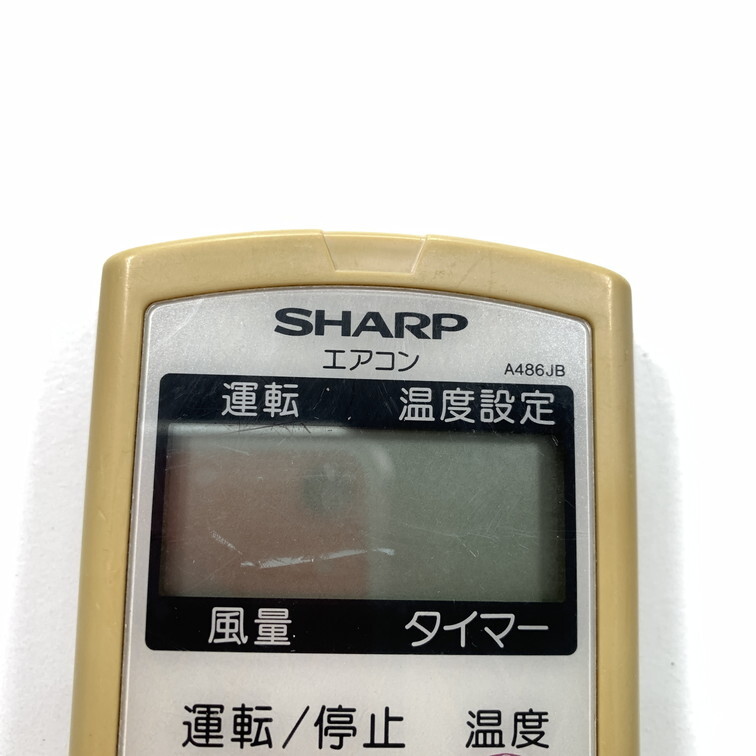 SHARP
エアコン
A486JB
運転 温度設定
風量 タイマー
運転/停止 温度